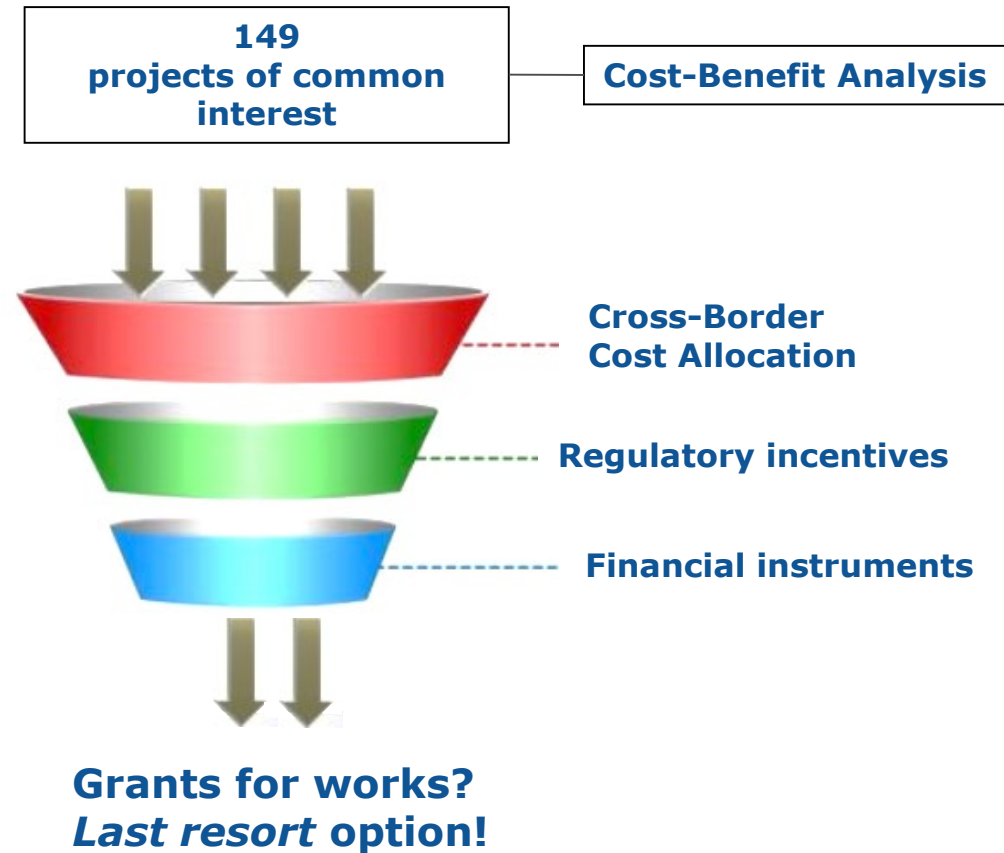 149
projects of common
interest
Cost-Benefit Analysis
Cross-Border
Cost Allocation
Regulatory incentives
Financial instruments
Grants for works?
Last resort option!